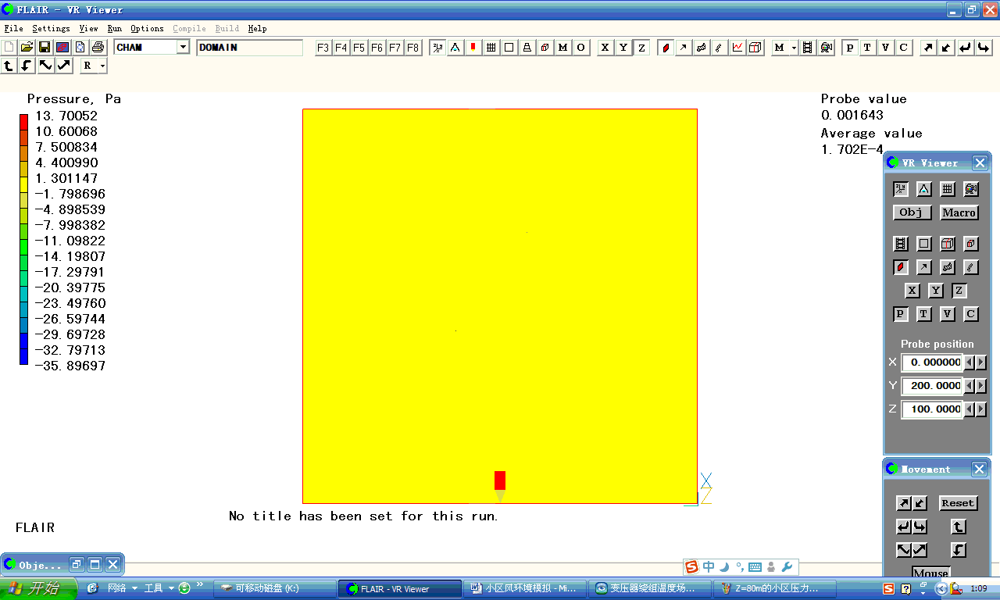 FLAIR - VR Viewer
File Settings View Run Options Compile Build Help
CHAM DOMAIN F3 F4 F5 F6 F7 F8 M O X Y Z M P T V C
R
Pressure, Pa
13.70052
10.60068
7.500834
4.400990
1.301147
-1.798696
-4.898539
-7.998382
-11.09822
-14.19807
-17.29791
-20.39775
-23.49760
-26.59744
-29.69728
-32.79713
-35.89697
Probe value
0.001643
Average value
1.702E-4
VR Viewer
Obj Macro
X Y Z
P T V C
Probe position
X 0.000000
Y 200.0000
Z 100.0000
Movement
Reset
Mouse
X
Z
No title has been set for this run.
FLAIR
Obje...
中
开始 网络 工具 » 可移动磁盘 (K:) FLAIR - VR Viewer 小区风环境模拟 - Mi... 变压器绕组温度场... Z=80m的小区压力... 1:09